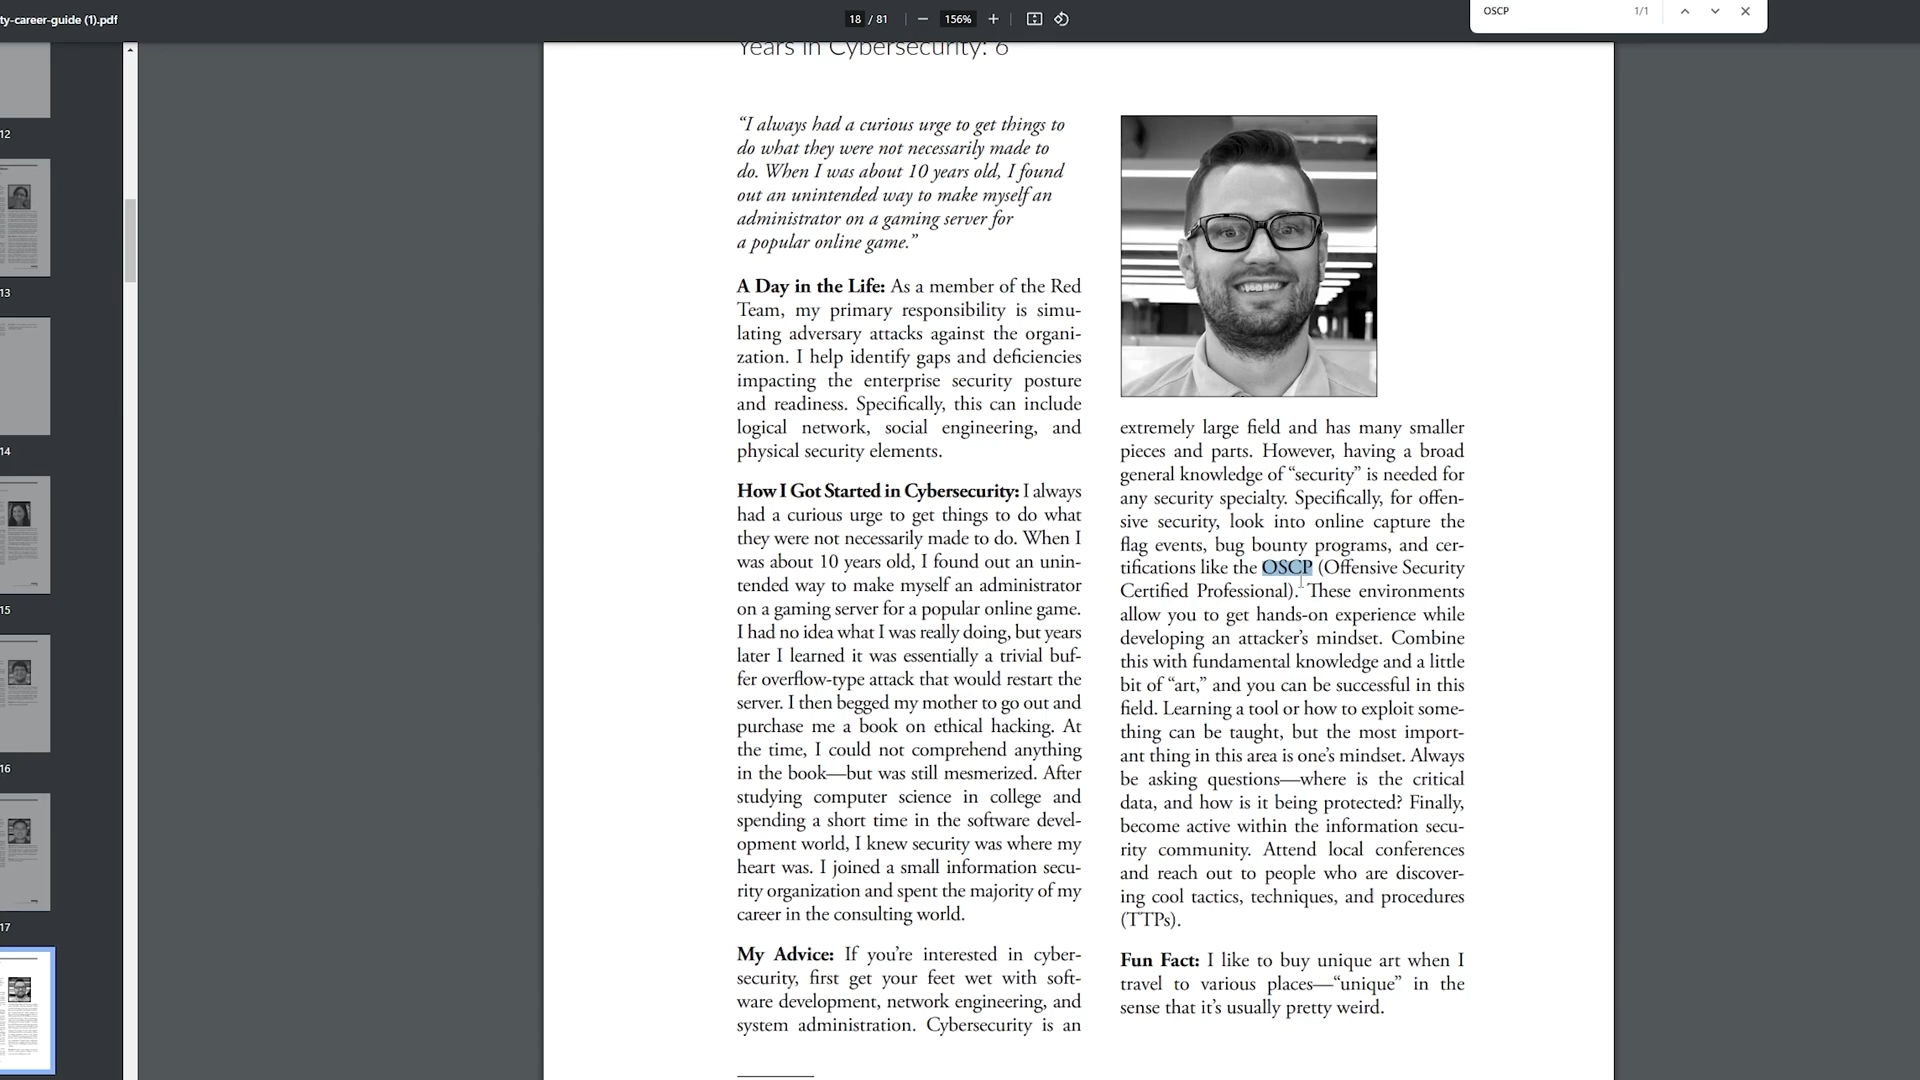 ty-career-guide (1).pdf
18 / 81
156%
OSCP
1/1
12
13
14
15
16
17
Years in Cybersecurity: 6
“I always had a curious urge to get things to
do what they were not necessarily made to
do. When I was about 10 years old, I found
out an unintended way to make myself an
administrator on a gaming server for
a popular online game.”
A Day in the Life: As a member of the Red
Team, my primary responsibility is simu-
lating adversary attacks against the organi-
zation. I help identify gaps and deficiencies
impacting the enterprise security posture
and readiness. Specifically, this can include
logical network, social engineering, and
physical security elements.
How I Got Started in Cybersecurity: I always
had a curious urge to get things to do what
they were not necessarily made to do. When I
was about 10 years old, I found out an unin-
tended way to make myself an administrator
on a gaming server for a popular online game.
I had no idea what I was really doing, but years
later I learned it was essentially a trivial buf-
fer overflow-type attack that would restart the
server. I then begged my mother to go out and
purchase me a book on ethical hacking. At
the time, I could not comprehend anything
in the book—but was still mesmerized. After
studying computer science in college and
spending a short time in the software devel-
opment world, I knew security was where my
heart was. I joined a small information secu-
rity organization and spent the majority of my
career in the consulting world.
My Advice: If you’re interested in cyber-
security, first get your feet wet with soft-
ware development, network engineering, and
system administration. Cybersecurity is an
extremely large field and has many smaller
pieces and parts. However, having a broad
general knowledge of “security” is needed for
any security specialty. Specifically, for offen-
sive security, look into online capture the
flag events, bug bounty programs, and cer-
tifications like the OSCP (Offensive Security
Certified Professional). These environments
allow you to get hands-on experience while
developing an attacker’s mindset. Combine
this with fundamental knowledge and a little
bit of “art,” and you can be successful in this
field. Learning a tool or how to exploit some-
thing can be taught, but the most import-
ant thing in this area is one’s mindset. Always
be asking questions—where is the critical
data, and how is it being protected? Finally,
become active within the information secu-
rity community. Attend local conferences
and reach out to people who are discover-
ing cool tactics, techniques, and procedures
(TTPs).
Fun Fact: I like to buy unique art when I
travel to various places—“unique” in the
sense that it’s usually pretty weird.